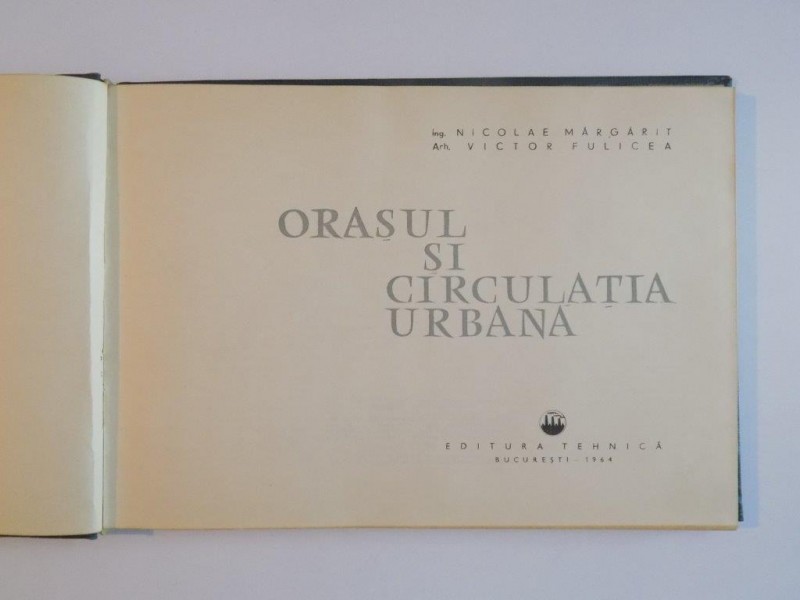 ing. NICOLAE MĂRGĂRIT
Arh. VICTOR FULICEA
ORAȘUL
ȘI
CIRCULAȚIA
URBANĂ
EDITURA TEHNICĂ
BUCUREȘTI - 1964